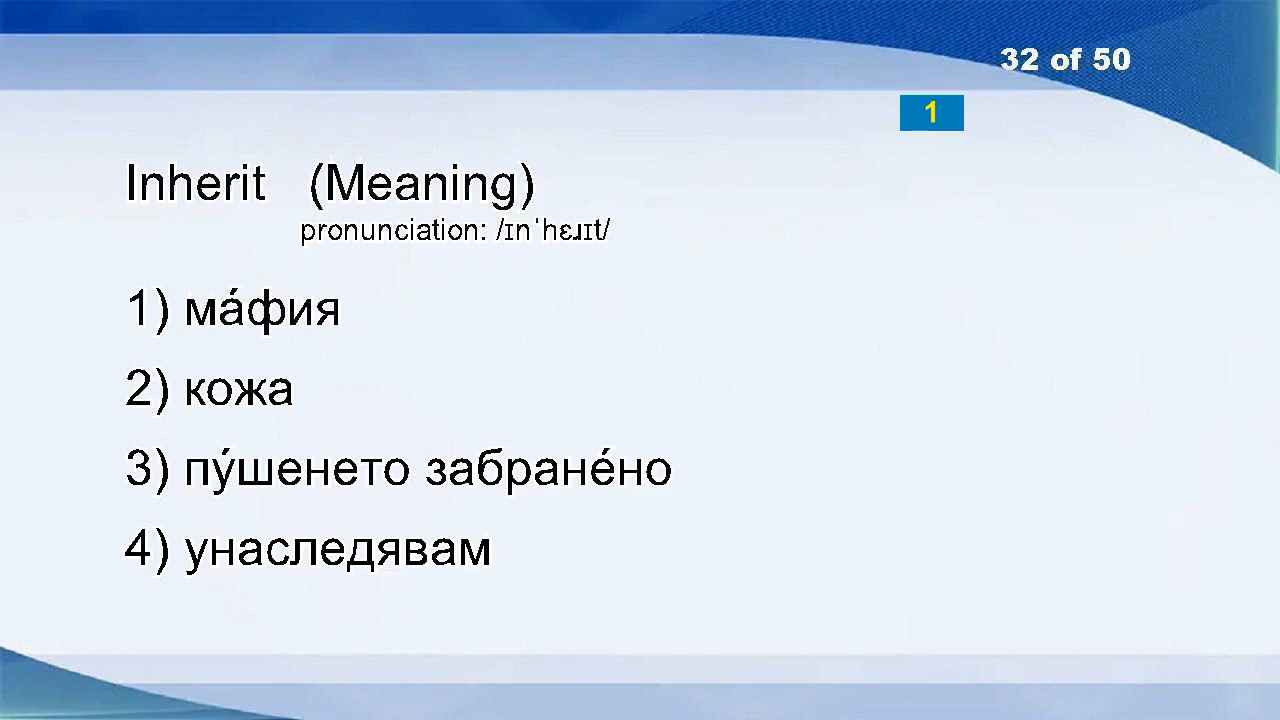 32 of 50
1
Inherit (Meaning)
pronunciation: /ɪnˈhɛɹɪt/
1) ма́фия
2) кожа
3) пу́шенето забране́но
4) унаследявам